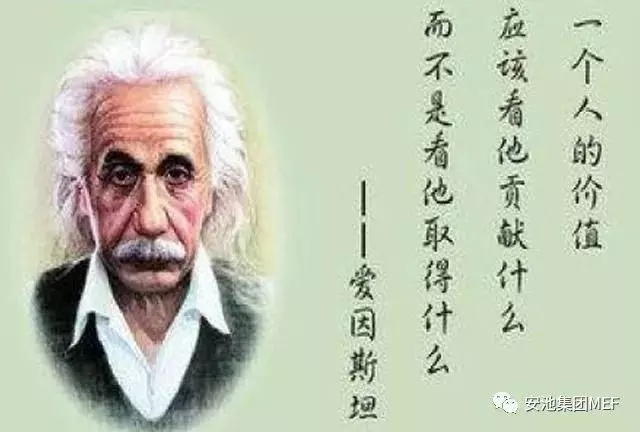 一个人的价值
应该看他贡献什么
而不是看他取得什么
——爱因斯坦
安池集团MEF